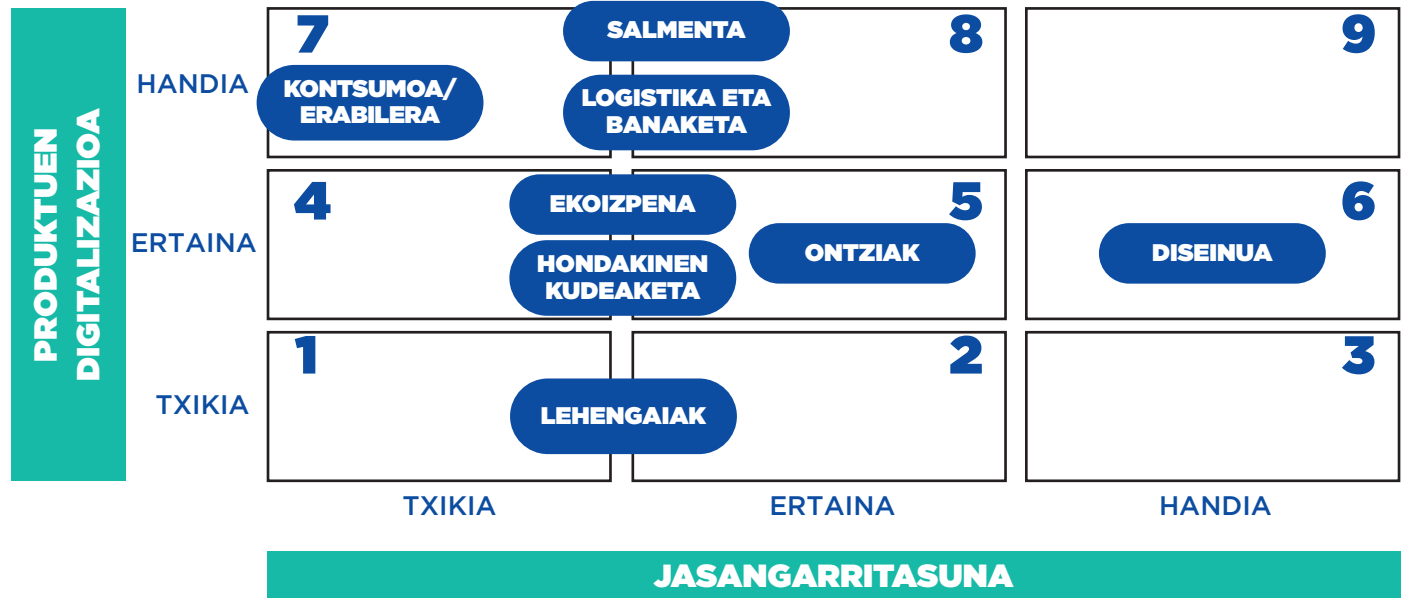 PRODUKTUEN
DIGITALIZAZIOA
HANDIA
7
SALMENTA
8
9
KONTSUMOA/
ERABILERA
LOGISTIKA ETA
BANAKETA
ERTAINA
4
EKOIZPENA
5
6
HONDAKINEN
KUDEAKETA
ONTZIAK
DISEINUA
TXIKIA
1
2
3
LEHENGAIAK
TXIKIA
ERTAINA
HANDIA
JASANGARRITASUNA